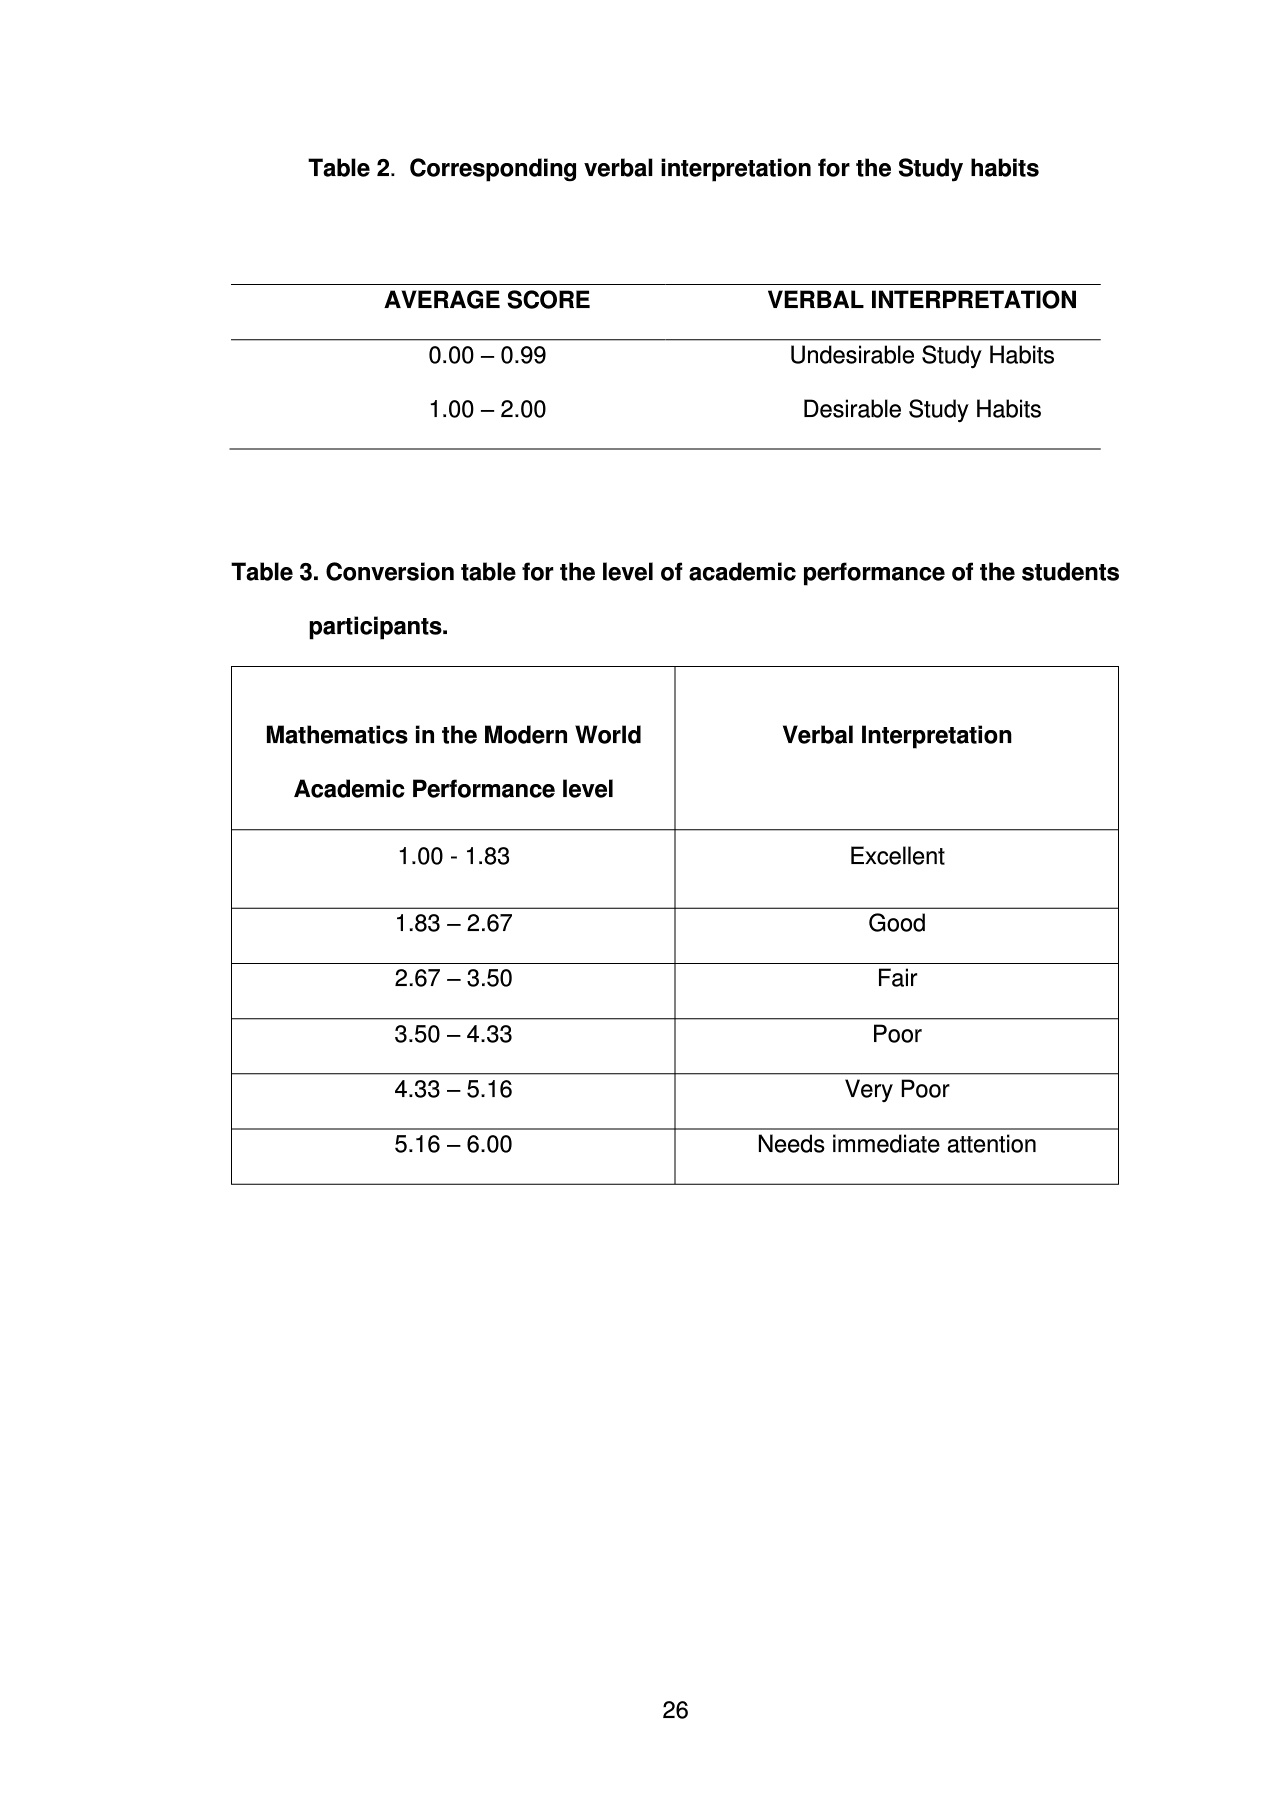 Table 2.  Corresponding verbal interpretation for the Study habits
AVERAGE SCORE VERBAL INTERPRETATION
0.00 – 0.99 Undesirable Study Habits
1.00 – 2.00 Desirable Study Habits
Table 3. Conversion table for the level of academic performance of the students
participants.
Mathematics in the Modern World Verbal Interpretation
Academic Performance level
1.00 - 1.83 Excellent
1.83 – 2.67 Good
2.67 – 3.50 Fair
3.50 – 4.33 Poor
4.33 – 5.16 Very Poor
5.16 – 6.00 Needs immediate attention
26